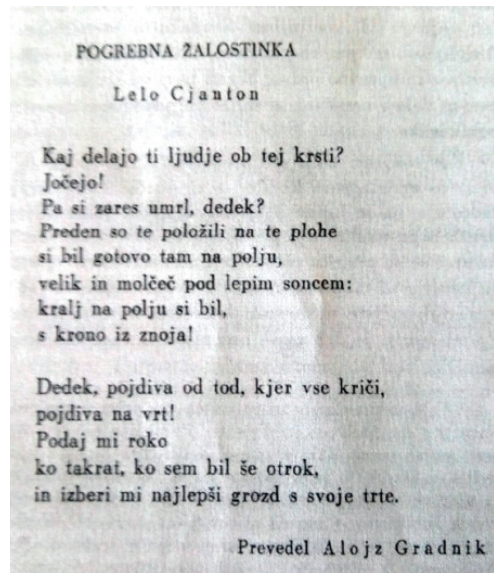 POGREBNA ŽALOSTINKA
Lelo Cjanton
Kaj delajo ti ljudje ob tej krsti?
Jočejo!
Pa si zares umrl, dedek?
Preden so te položili na te plohe
si bil gotovo tam na polju,
velik in molčeč pod lepim soncem:
kralj na polju si bil,
s krono iz znoja!
Dedek, pojdiva od tod, kjer vse kriči,
pojdiva na vrt!
Podaj mi roko
ko takrat, ko sem bil še otrok,
in izberi mi najlepši grozd s svoje trte.
Prevedel Alojz Gradnik